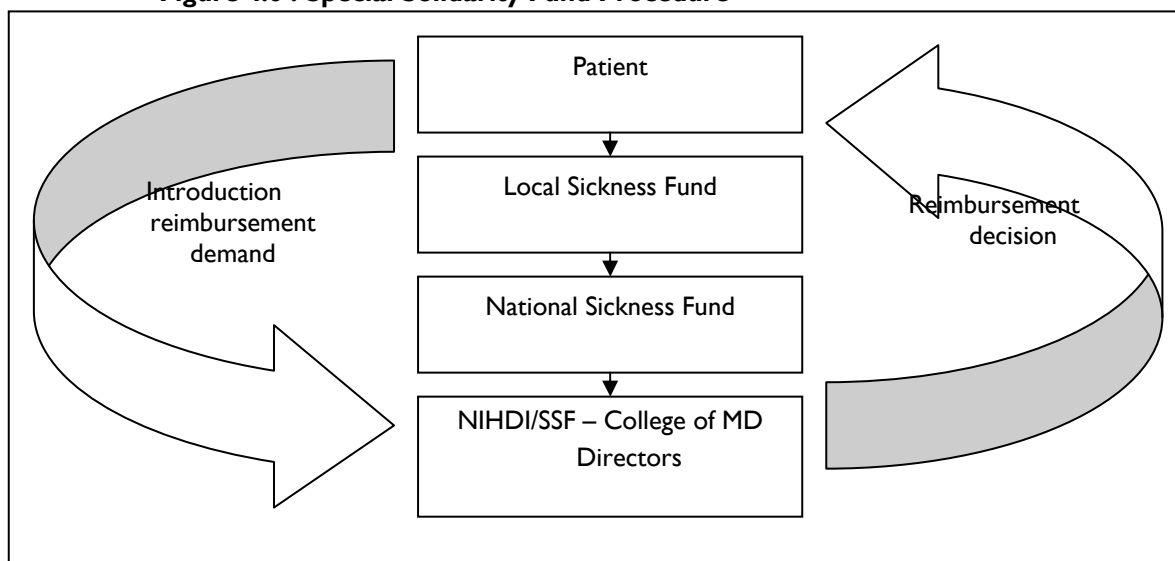 Patient
Local Sickness Fund
National Sickness Fund
NIHDI/SSF – College of MD
Directors
Introduction
reimbursement
demand
Reimbursement
decision